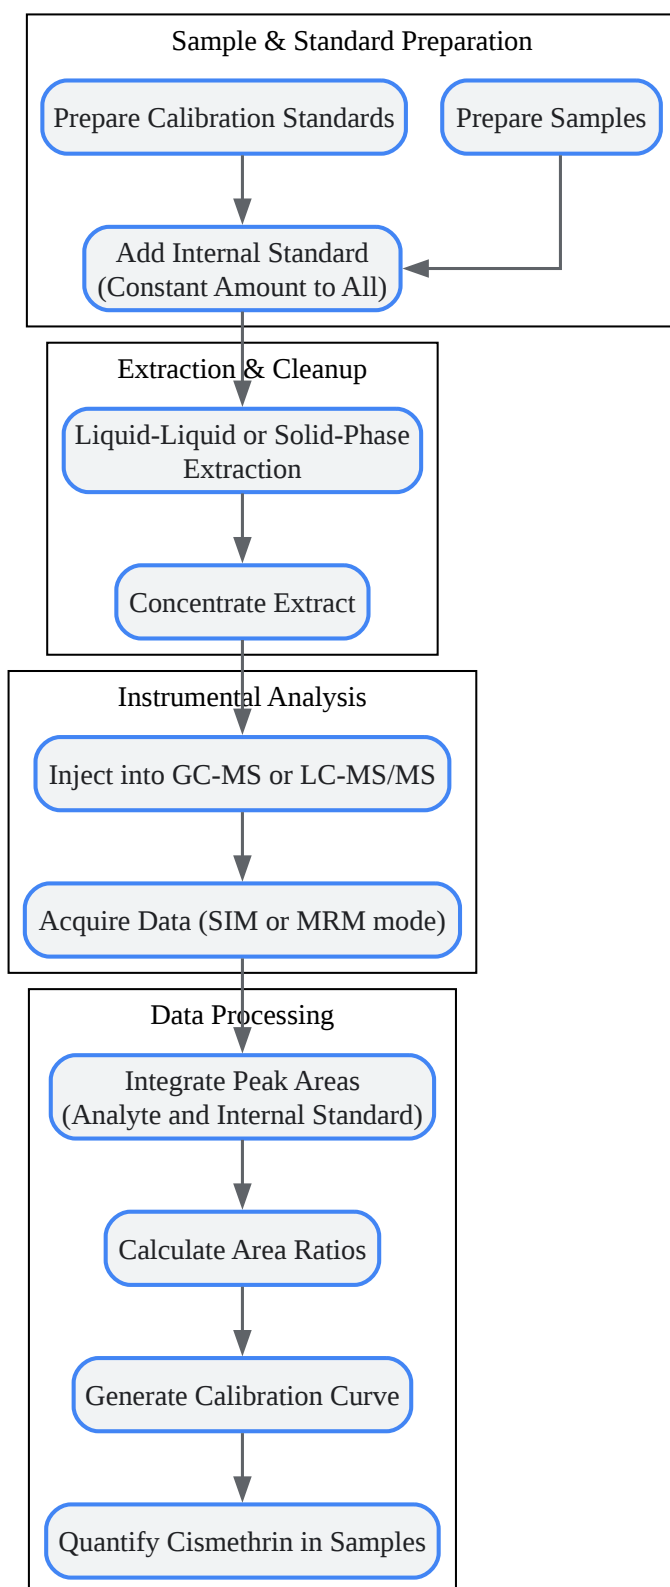 Sample & Standard Preparation
Prepare Calibration Standards
Prepare Samples
Add Internal Standard
(Constant Amount to All)
Extraction & Cleanup
Liquid-Liquid or Solid-Phase
Extraction
Concentrate Extract
Instrumental Analysis
Inject into GC-MS or LC-MS/MS
Acquire Data (SIM or MRM mode)
Data Processing
Integrate Peak Areas
(Analyte and Internal Standard)
Calculate Area Ratios
Generate Calibration Curve
Quantify Cismethrin in Samples